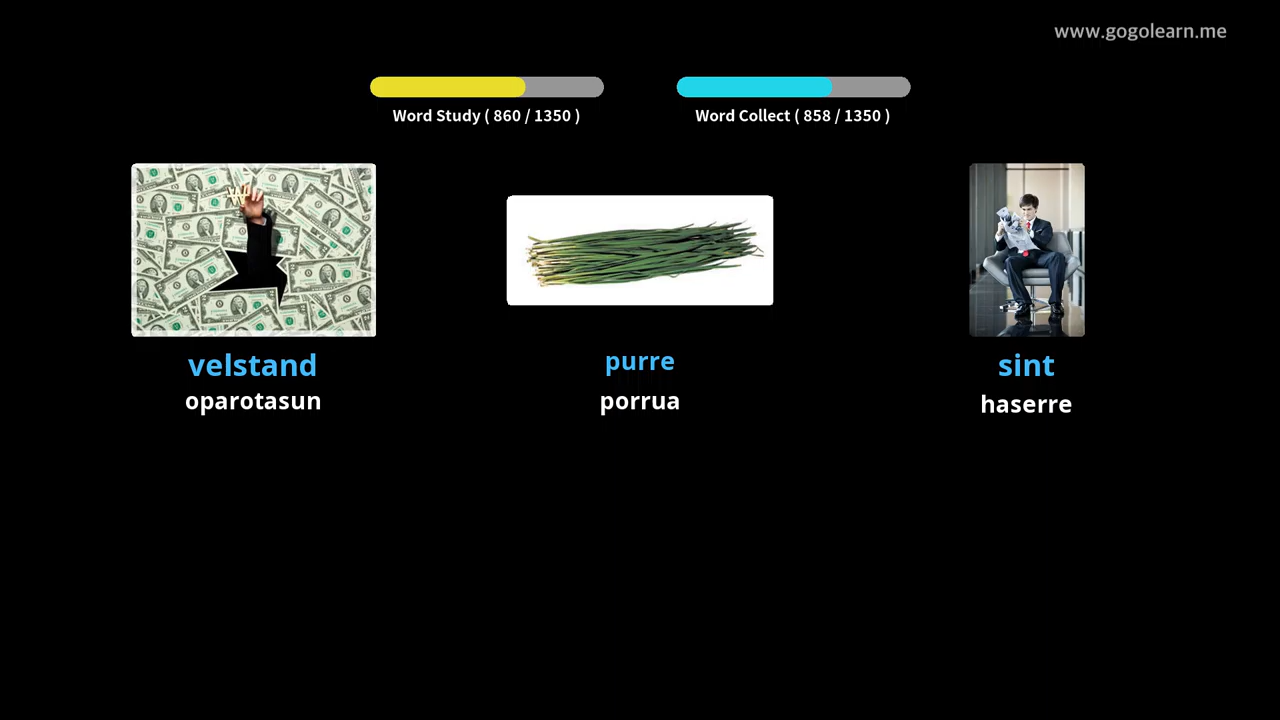 www.gogolearn.me
Word Study ( 860 / 1350 )
Word Collect ( 858 / 1350 )
velstand
oparotasun
purre
porrua
sint
haserre